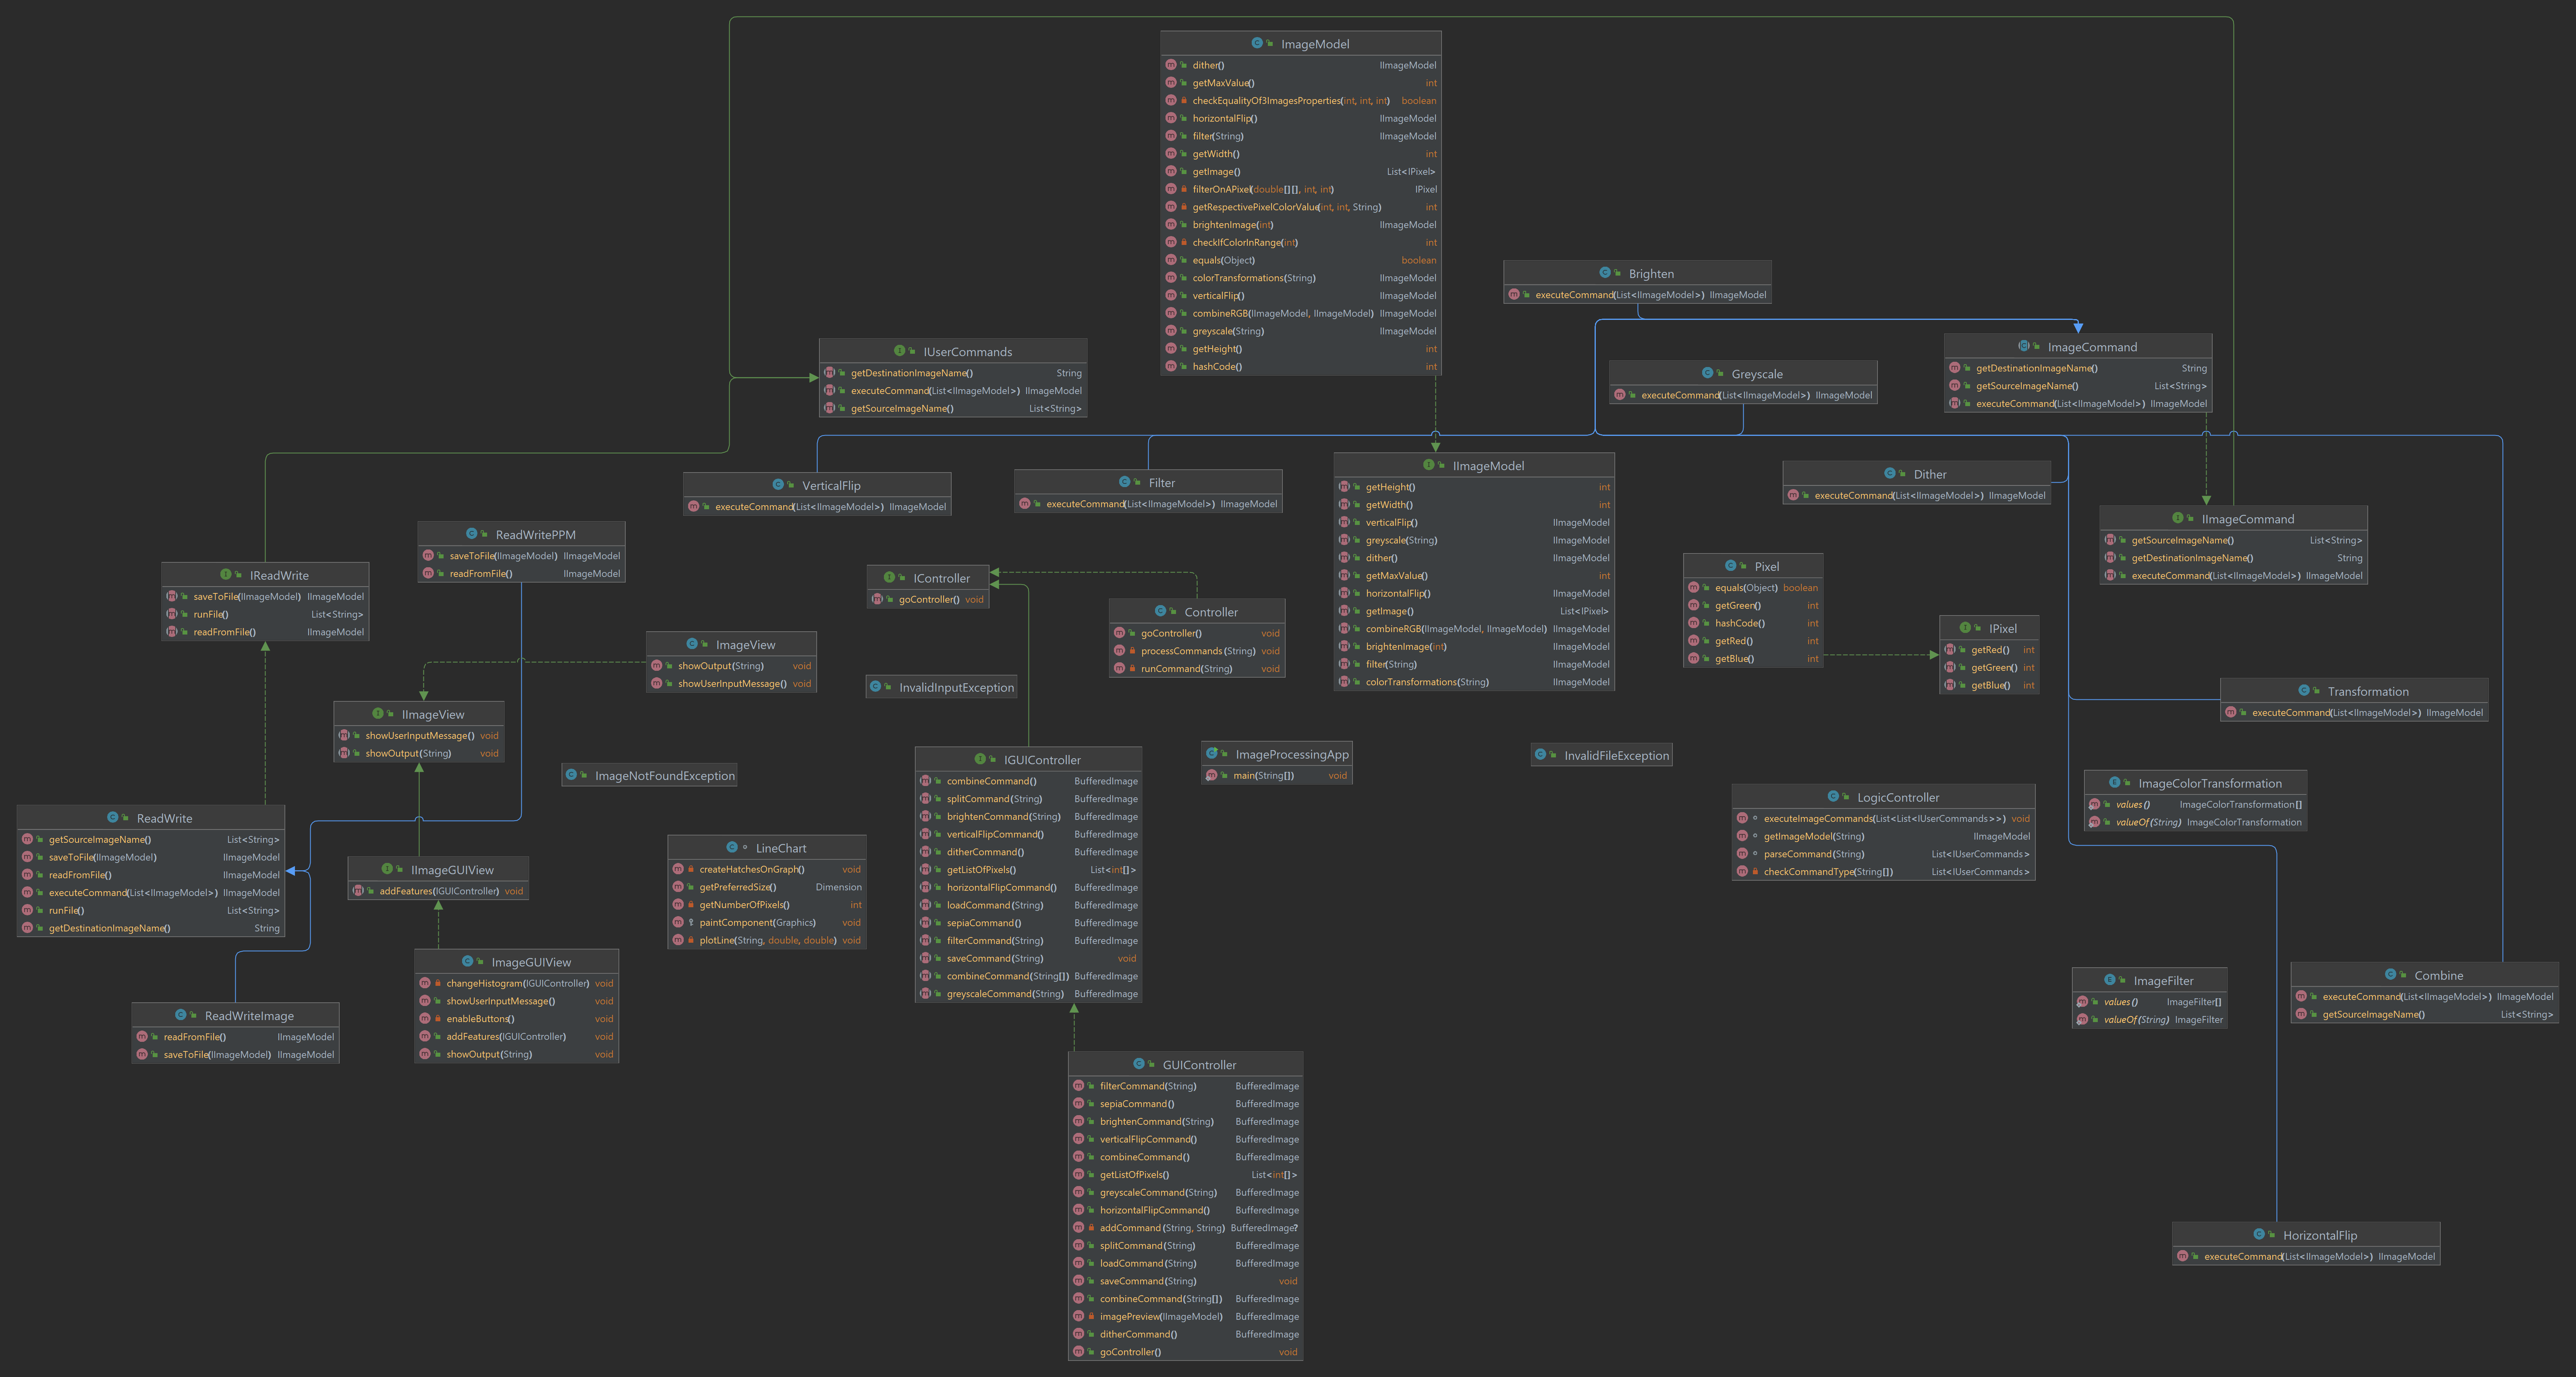 ImageModel
dither() IImageModel
getMaxValue() int
checkEqualityOf3ImagesProperties(int, int, int) boolean
horizontalFlip() IImageModel
filter(String) IImageModel
getWidth() int
getImage() List<IPixel>
filterOnAPixel(double[][], int, int) IPixel
getRespectivePixelColorValue(int, int, String) int
brightenImage(int) IImageModel
checkIfColorInRange(int) int
equals(Object) boolean
colorTransformations(String) IImageModel
verticalFlip() IImageModel
combineRGB(IImageModel, IImageModel) IImageModel
greyscale(String) IImageModel
getHeight() int
hashCode() int
Brighten
executeCommand(List<IImageModel>) IImageModel
IUserCommands
getDestinationImageName() String
executeCommand(List<IImageModel>) IImageModel
getSourceImageName() List<String>
Greyscale
executeCommand(List<IImageModel>) IImageModel
ImageCommand
getDestinationImageName() String
getSourceImageName() List<String>
executeCommand(List<IImageModel>) IImageModel
VerticalFlip
executeCommand(List<IImageModel>) IImageModel
Filter
executeCommand(List<IImageModel>) IImageModel
IImageModel
getHeight() int
getWidth() int
verticalFlip() IImageModel
greyscale(String) IImageModel
dither() IImageModel
getMaxValue() int
horizontalFlip() IImageModel
getImage() List<IPixel>
combineRGB(IImageModel, IImageModel) IImageModel
brightenImage(int) IImageModel
filter(String) IImageModel
colorTransformations(String) IImageModel
Dither
executeCommand(List<IImageModel>) IImageModel
IImageCommand
getSourceImageName() List<String>
getDestinationImageName() String
executeCommand(List<IImageModel>) IImageModel
ReadWritePPM
saveToFile(IImageModel) IImageModel
readFromFile() IImageModel
IReadWrite
saveToFile(IImageModel) IImageModel
runFile() List<String>
readFromFile() IImageModel
IController
goController() void
Controller
goController() void
processCommands(String) void
runCommand(String) void
Pixel
equals(Object) boolean
getGreen() int
hashCode() int
getRed() int
getBlue() int
IPixel
getRed() int
getGreen() int
getBlue() int
ImageView
showOutput(String) void
showUserInputMessage() void
InvalidInputException
Transformation
executeCommand(List<IImageModel>) IImageModel
IImageView
showUserInputMessage() void
showOutput(String) void
ImageNotFoundException
IGUIController
combineCommand() BufferedImage
splitCommand(String) BufferedImage
brightenCommand(String) BufferedImage
verticalFlipCommand() BufferedImage
ditherCommand() BufferedImage
getListOfPixels() List<int[]>
horizontalFlipCommand() BufferedImage
loadCommand(String) BufferedImage
sepiaCommand() BufferedImage
filterCommand(String) BufferedImage
saveCommand(String) void
combineCommand(String[]) BufferedImage
greyscaleCommand(String) BufferedImage
ImageProcessingApp
main(String[]) void
InvalidFileException
ImageColorTransformation
values() ImageColorTransformation[]
valueOf(String) ImageColorTransformation
LogicController
executeImageCommands(List<List<IUserCommands>>) void
getImageModel(String) IImageModel
parseCommand(String) List<IUserCommands>
checkCommandType(String[]) List<IUserCommands>
ReadWrite
getSourceImageName() List<String>
saveToFile(IImageModel) IImageModel
readFromFile() IImageModel
executeCommand(List<IImageModel>) IImageModel
runFile() List<String>
getDestinationImageName() String
IImageGUIView
addFeatures(IGUIController) void
LineChart
createHatchesOnGraph() void
getPreferredSize() Dimension
getNumberOfPixels() int
paintComponent(Graphics) void
plotLine(String, double, double) void
ImageGUIView
changeHistogram(IGUIController) void
showUserInputMessage() void
enableButtons() void
addFeatures(IGUIController) void
showOutput(String) void
ReadWriteImage
readFromFile() IImageModel
saveToFile(IImageModel) IImageModel
ImageFilter
values() ImageFilter[]
valueOf(String) ImageFilter
Combine
executeCommand(List<IImageModel>) IImageModel
getSourceImageName() List<String>
GUIController
filterCommand(String) BufferedImage
sepiaCommand() BufferedImage
brightenCommand(String) BufferedImage
verticalFlipCommand() BufferedImage
combineCommand() BufferedImage
getListOfPixels() List<int[]>
greyscaleCommand(String) BufferedImage
horizontalFlipCommand() BufferedImage
addCommand(String, String) BufferedImage?
splitCommand(String) BufferedImage
loadCommand(String) BufferedImage
saveCommand(String) void
combineCommand(String[]) BufferedImage
imagePreview(IImageModel) BufferedImage
ditherCommand() BufferedImage
goController() void
HorizontalFlip
executeCommand(List<IImageModel>) IImageModel